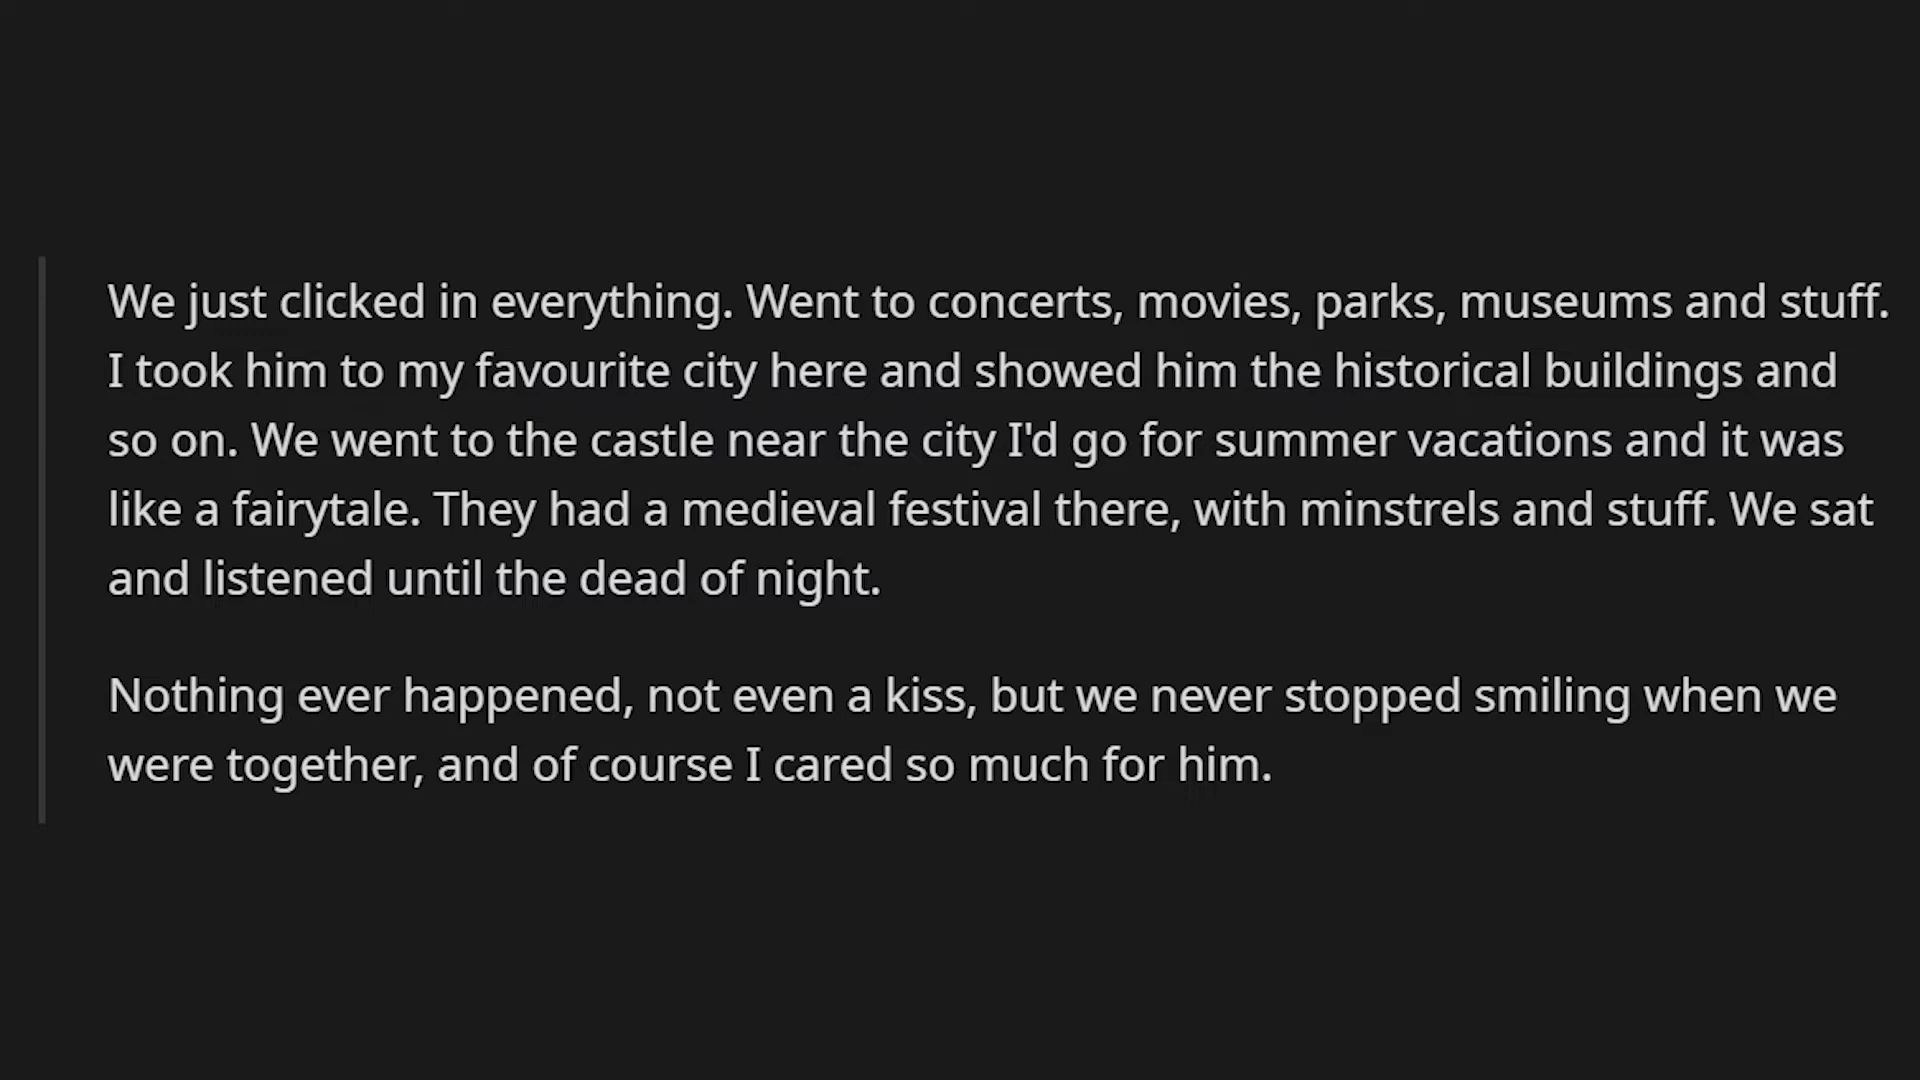 We just clicked in everything. Went to concerts, movies, parks, museums and stuff.
I took him to my favourite city here and showed him the historical buildings and
so on. We went to the castle near the city I'd go for summer vacations and it was
like a fairytale. They had a medieval festival there, with minstrels and stuff. We sat
and listened until the dead of night.
Nothing ever happened, not even a kiss, but we never stopped smiling when we
were together, and of course I cared so much for him.